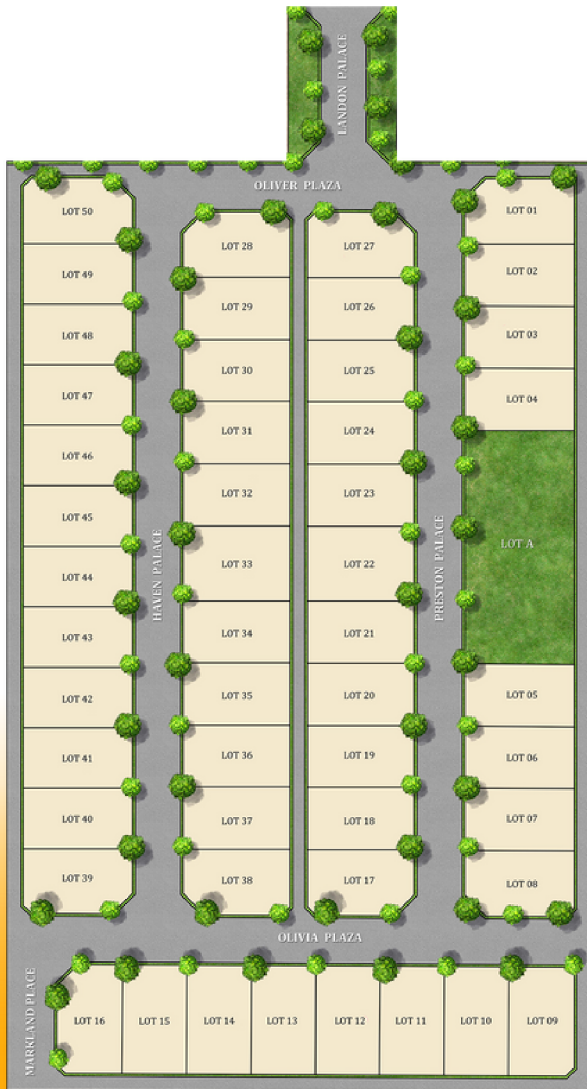 LANDON PALACE
OLIVER PLAZA
LOT 50
LOT 49
LOT 48
LOT 47
LOT 46
LOT 45
LOT 44
LOT 43
LOT 42
LOT 41
LOT 40
LOT 39
HAVEN PALACE
LOT 28
LOT 29
LOT 30
LOT 31
LOT 32
LOT 33
LOT 34
LOT 35
LOT 36
LOT 37
LOT 38
LOT 27
LOT 26
LOT 25
LOT 24
LOT 23
LOT 22
LOT 21
LOT 20
LOT 19
LOT 18
LOT 17
PRESTON PALACE
LOT 01
LOT 02
LOT 03
LOT 04
LOT A
LOT 05
LOT 06
LOT 07
LOT 08
OLIVIA PLAZA
MARKLAND PLACE
LOT 16
LOT 15
LOT 14
LOT 13
LOT 12
LOT 11
LOT 10
LOT 09